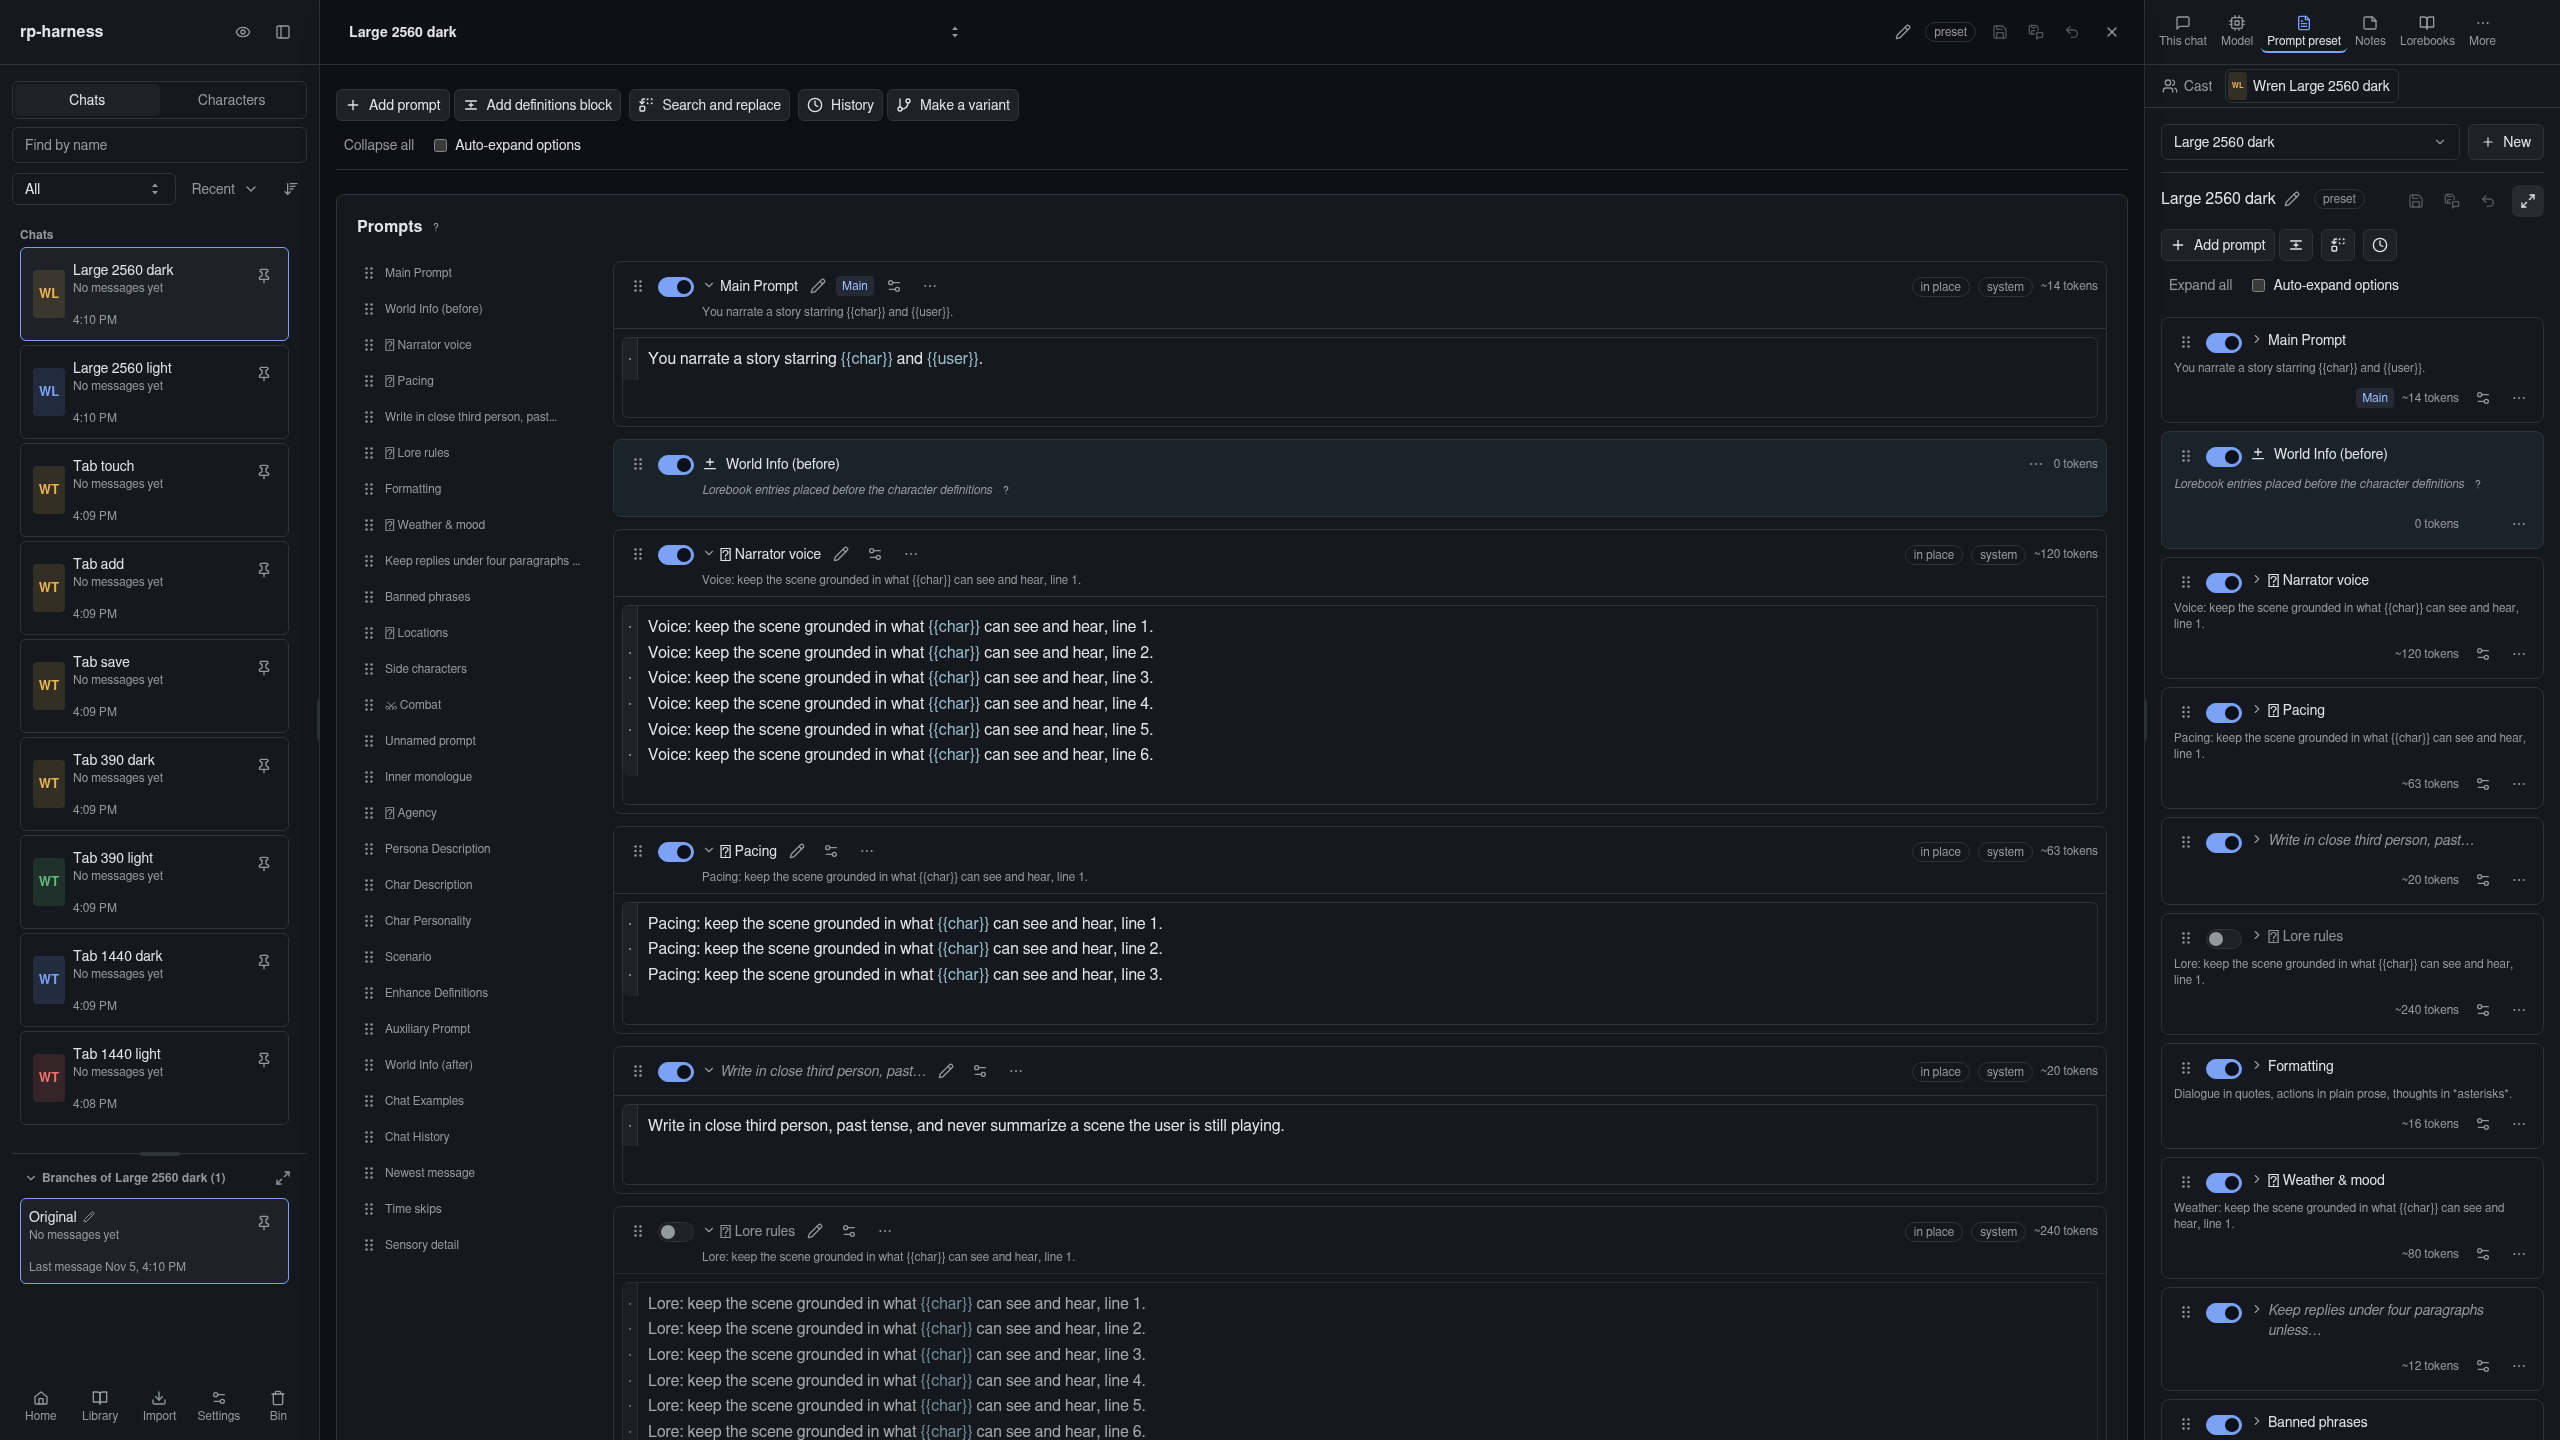 rp-harness
Chats
Characters
Find by name
All
Recent
Chats
WL
Large 2560 dark
No messages yet
4:10 PM
WL
Large 2560 light
No messages yet
4:10 PM
WT
Tab touch
No messages yet
4:09 PM
WT
Tab add
No messages yet
4:09 PM
WT
Tab save
No messages yet
4:09 PM
WT
Tab 390 dark
No messages yet
4:09 PM
WT
Tab 390 light
No messages yet
4:09 PM
WT
Tab 1440 dark
No messages yet
4:09 PM
WT
Tab 1440 light
No messages yet
4:08 PM
Branches of Large 2560 dark (1)
Original
No messages yet
Last message Nov 5, 4:10 PM
Home
Library
Import
Settings
Bin
Large 2560 dark
preset
Add prompt
Add definitions block
Search and replace
History
Make a variant
Collapse all
Auto-expand options
Prompts ?
Main Prompt
World Info (before)
Narrator voice
Pacing
Write in close third person, past…
Lore rules
Formatting
Weather & mood
Keep replies under four paragraphs …
Banned phrases
Locations
Side characters
⚔ Combat
Unnamed prompt
Inner monologue
Agency
Persona Description
Char Description
Char Personality
Scenario
Enhance Definitions
Auxiliary Prompt
World Info (after)
Chat Examples
Chat History
Newest message
Time skips
Sensory detail
Main Prompt Main in place system ~14 tokens
You narrate a story starring {{char}} and {{user}}.
You narrate a story starring {{char}} and {{user}}.
World Info (before) 0 tokens
Lorebook entries placed before the character definitions ?
Narrator voice in place system ~120 tokens
Voice: keep the scene grounded in what {{char}} can see and hear, line 1.
Voice: keep the scene grounded in what {{char}} can see and hear, line 1.
Voice: keep the scene grounded in what {{char}} can see and hear, line 2.
Voice: keep the scene grounded in what {{char}} can see and hear, line 3.
Voice: keep the scene grounded in what {{char}} can see and hear, line 4.
Voice: keep the scene grounded in what {{char}} can see and hear, line 5.
Voice: keep the scene grounded in what {{char}} can see and hear, line 6.
Pacing in place system ~63 tokens
Pacing: keep the scene grounded in what {{char}} can see and hear, line 1.
Pacing: keep the scene grounded in what {{char}} can see and hear, line 1.
Pacing: keep the scene grounded in what {{char}} can see and hear, line 2.
Pacing: keep the scene grounded in what {{char}} can see and hear, line 3.
Write in close third person, past… in place system ~20 tokens
Write in close third person, past tense, and never summarize a scene the user is still playing.
Lore rules in place system ~240 tokens
Lore: keep the scene grounded in what {{char}} can see and hear, line 1.
Lore: keep the scene grounded in what {{char}} can see and hear, line 1.
Lore: keep the scene grounded in what {{char}} can see and hear, line 2.
Lore: keep the scene grounded in what {{char}} can see and hear, line 3.
Lore: keep the scene grounded in what {{char}} can see and hear, line 4.
Lore: keep the scene grounded in what {{char}} can see and hear, line 5.
Lore: keep the scene grounded in what {{char}} can see and hear, line 6.
This chat
Model
Prompt preset
Notes
Lorebooks
More
Cast
WL
Wren Large 2560 dark
Large 2560 dark
New
Large 2560 dark
preset
Add prompt
Expand all
Auto-expand options
Main Prompt
You narrate a story starring {{char}} and {{user}}.
Main ~14 tokens
World Info (before)
Lorebook entries placed before the character definitions ?
0 tokens
Narrator voice
Voice: keep the scene grounded in what {{char}} can see and hear,
line 1.
~120 tokens
Pacing
Pacing: keep the scene grounded in what {{char}} can see and hear,
line 1.
~63 tokens
Write in close third person, past…
~20 tokens
Lore rules
Lore: keep the scene grounded in what {{char}} can see and hear,
line 1.
~240 tokens
Formatting
Dialogue in quotes, actions in plain prose, thoughts in *asterisks*.
~16 tokens
Weather & mood
Weather: keep the scene grounded in what {{char}} can see and
hear, line 1.
~80 tokens
Keep replies under four paragraphs
unless…
~12 tokens
Banned phrases